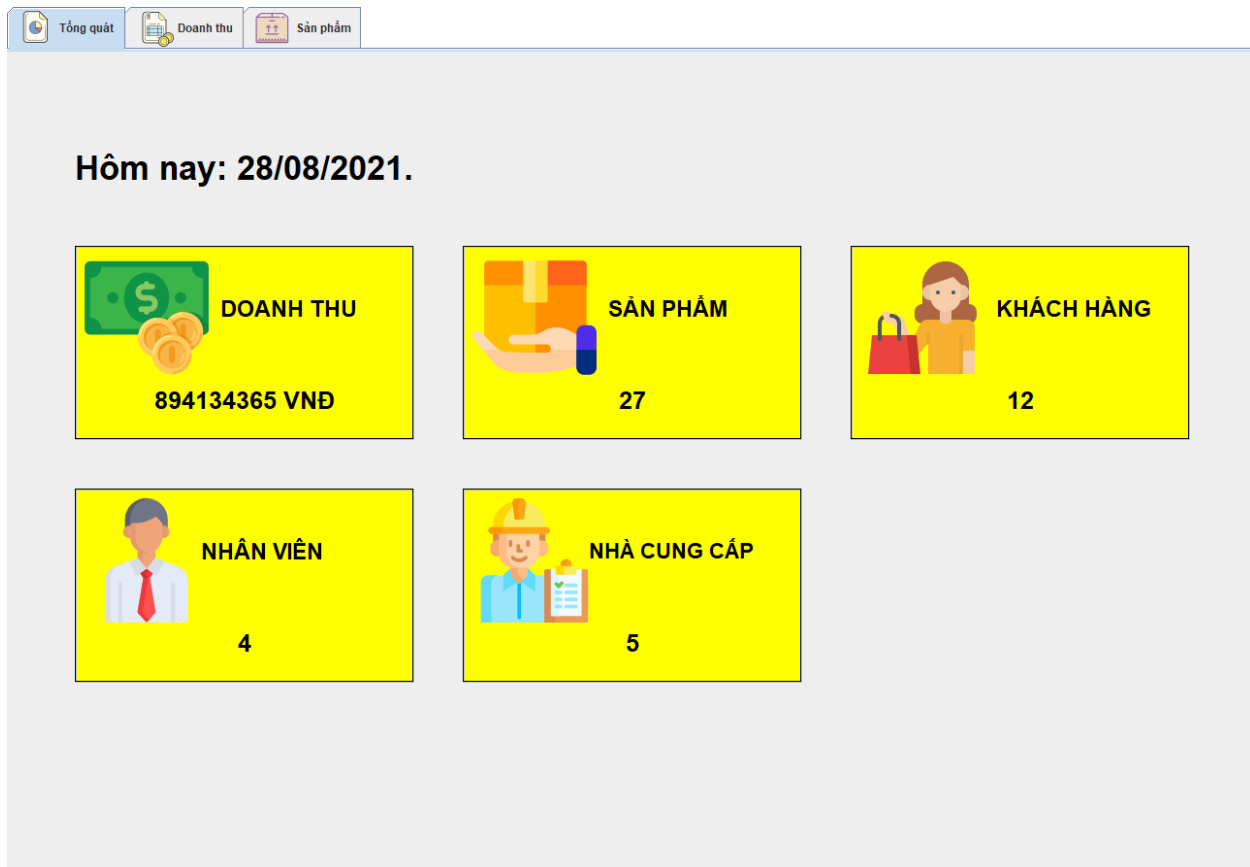 Tổng quát
Doanh thu
Sản phẩm
Hôm nay: 28/08/2021.
DOANH THU
894134365 VNĐ
SẢN PHẨM
27
KHÁCH HÀNG
12
NHÂN VIÊN
4
NHÀ CUNG CẤP
5